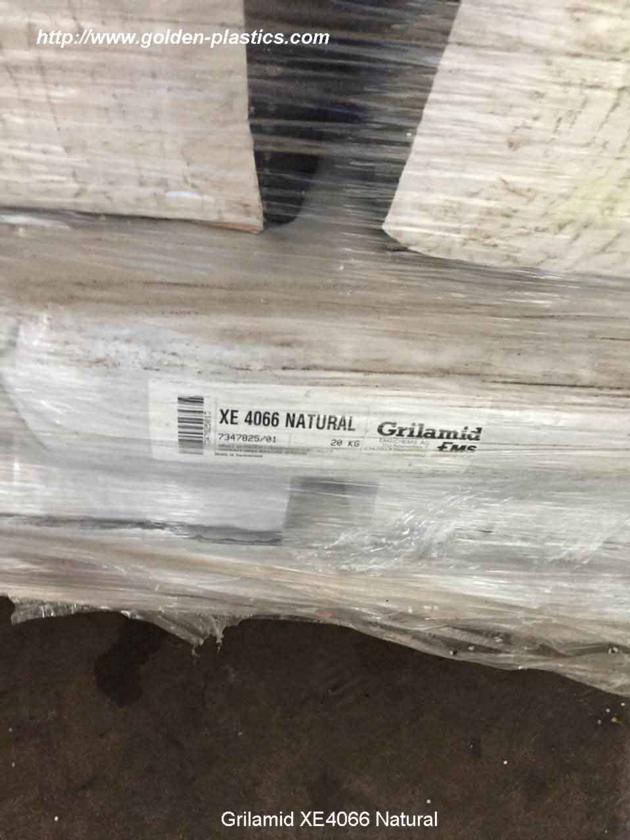 http://www.golden-plastics.com
XE 4066 NATURAL
7347825/01 20 KG
Grilamid
EMS
Grilamid XE4066 Natural